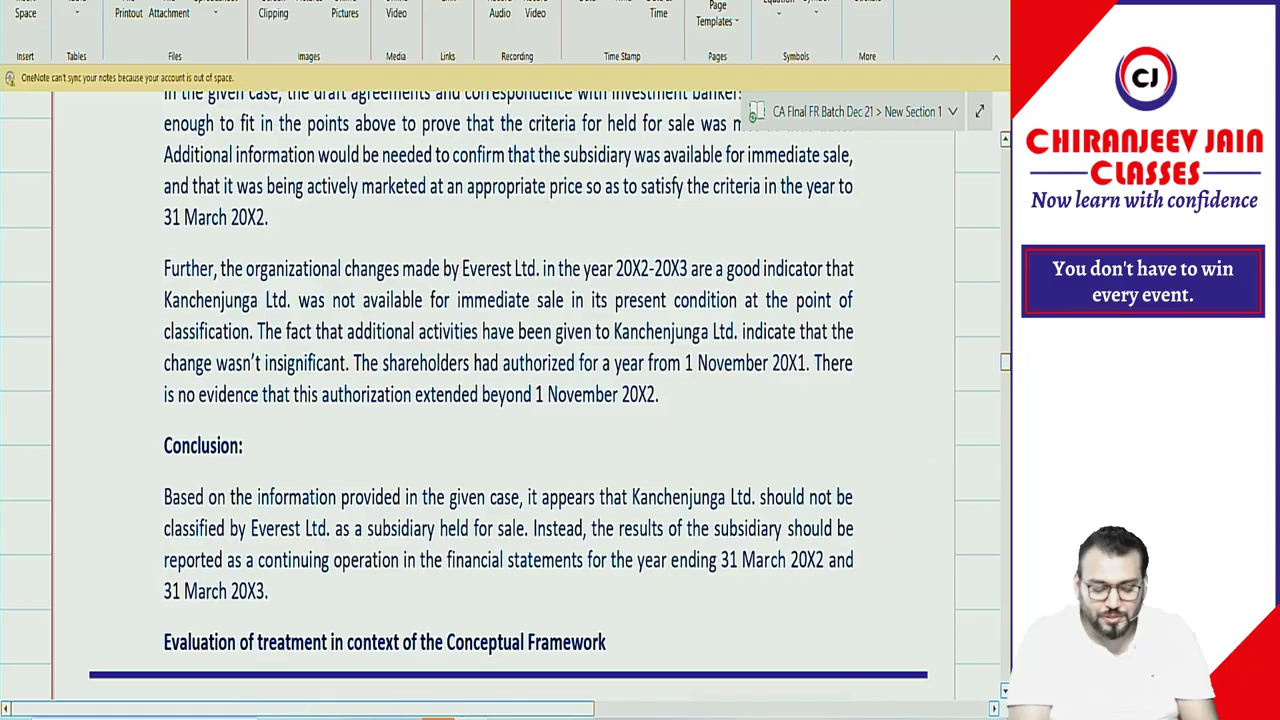 Space
Printout
Attachment
Clipping
Pictures
Video
Audio
Video
Time
Page
Templates
Insert
Tables
Files
Images
Media
Links
Recording
Time Stamp
Pages
Symbols
More
OneNote can't sync your notes because your account is out of space.
CA FInal FR Batch Dec 21 > New Section 1
In the given case, the draft agreements and correspondence with investment bankers
enough to fit in the points above to prove that the criteria for held for sale was
Additional information would be needed to confirm that the subsidiary was available for immediate sale,
and that it was being actively marketed at an appropriate price so as to satisfy the criteria in the year to
31 March 20X2.
Further, the organizational changes made by Everest Ltd. in the year 20X2-20X3 are a good indicator that
Kanchenjunga Ltd. was not available for immediate sale in its present condition at the point of
classification. The fact that additional activities have been given to Kanchenjunga Ltd. indicate that the
change wasn't insignificant. The shareholders had authorized for a year from 1 November 20X1. There
is no evidence that this authorization extended beyond 1 November 20X2.
Conclusion:
Based on the information provided in the given case, it appears that Kanchenjunga Ltd. should not be
classified by Everest Ltd. as a subsidiary held for sale. Instead, the results of the subsidiary should be
reported as a continuing operation in the financial statements for the year ending 31 March 20X2 and
31 March 20X3.
Evaluation of treatment in context of the Conceptual Framework
CJ
CHIRANJEEV JAIN
CLASSES
Now learn with confidence
You don't have to win
every event.